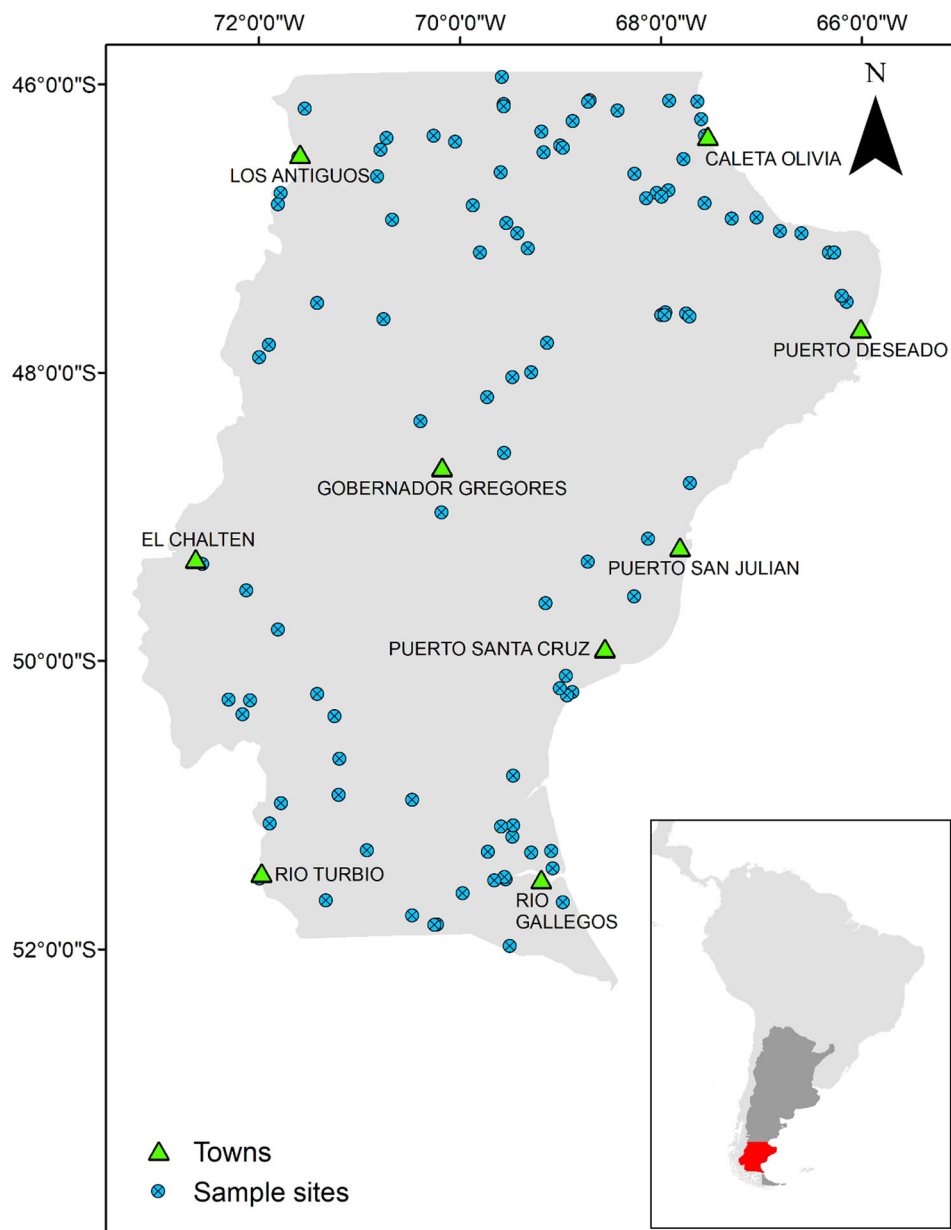 72°0'0"W 70°0'0"W 68°0'0"W 66°0'0"W
46°0'0"S
N
CALETA OLIVIA
LOS ANTIGUOS
PUERTO DESEADO
48°0'0"S
GOBERNADOR GREGORES
EL CHALTEN
PUERTO SAN JULIAN
PUERTO SANTA CRUZ
50°0'0"S
RIO TURBIO
RIO
GALLEGOS
52°0'0"S
Towns
Sample sites